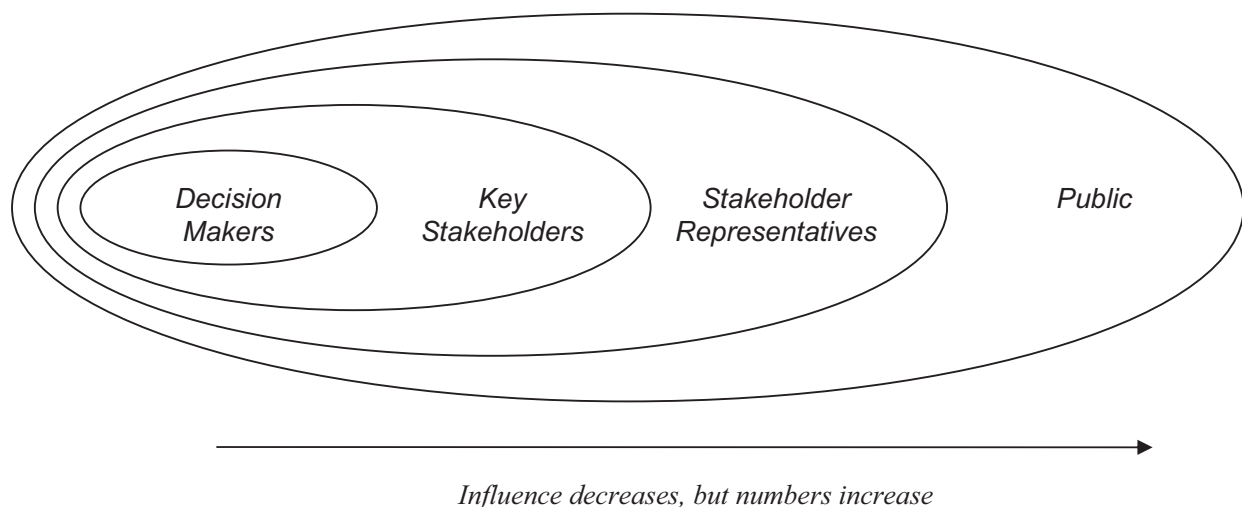 Decision
Makers
Key
Stakeholders
Stakeholder
Representatives
Public
Influence decreases, but numbers increase